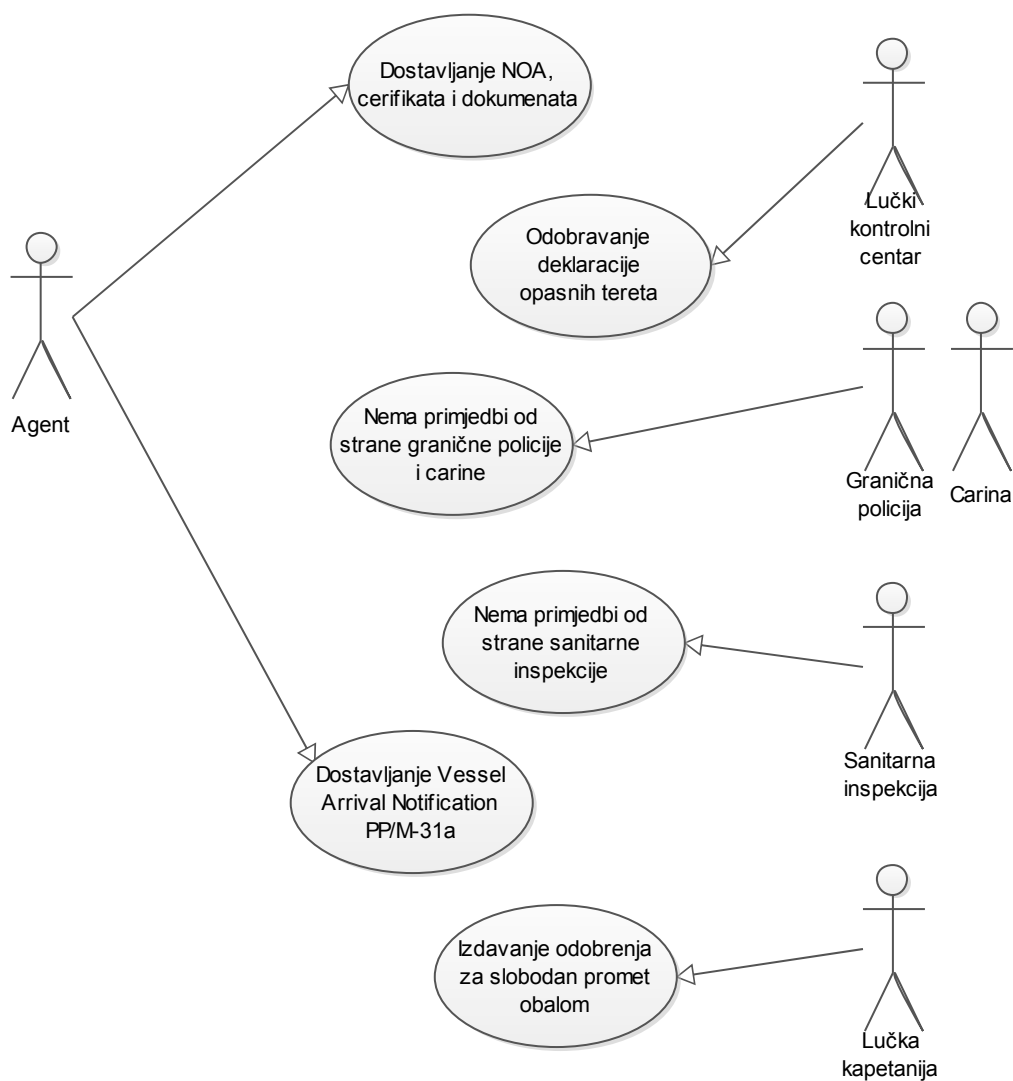 Dostavljanje NOA,
cerifikata i dokumenata
Lučki
kontrolni
centar
Odobravanje
deklaracije
opasnih tereta
Agent
Nema primjedbi od
strane granične policije
i carine
Granična
policija
Carina
Nema primjedbi od
strane sanitarne
inspekcije
Sanitarna
inspekcija
Dostavljanje Vessel
Arrival Notification
PP/M-31a
Izdavanje odobrenja
za slobodan promet
obalom
Lučka
kapetanija